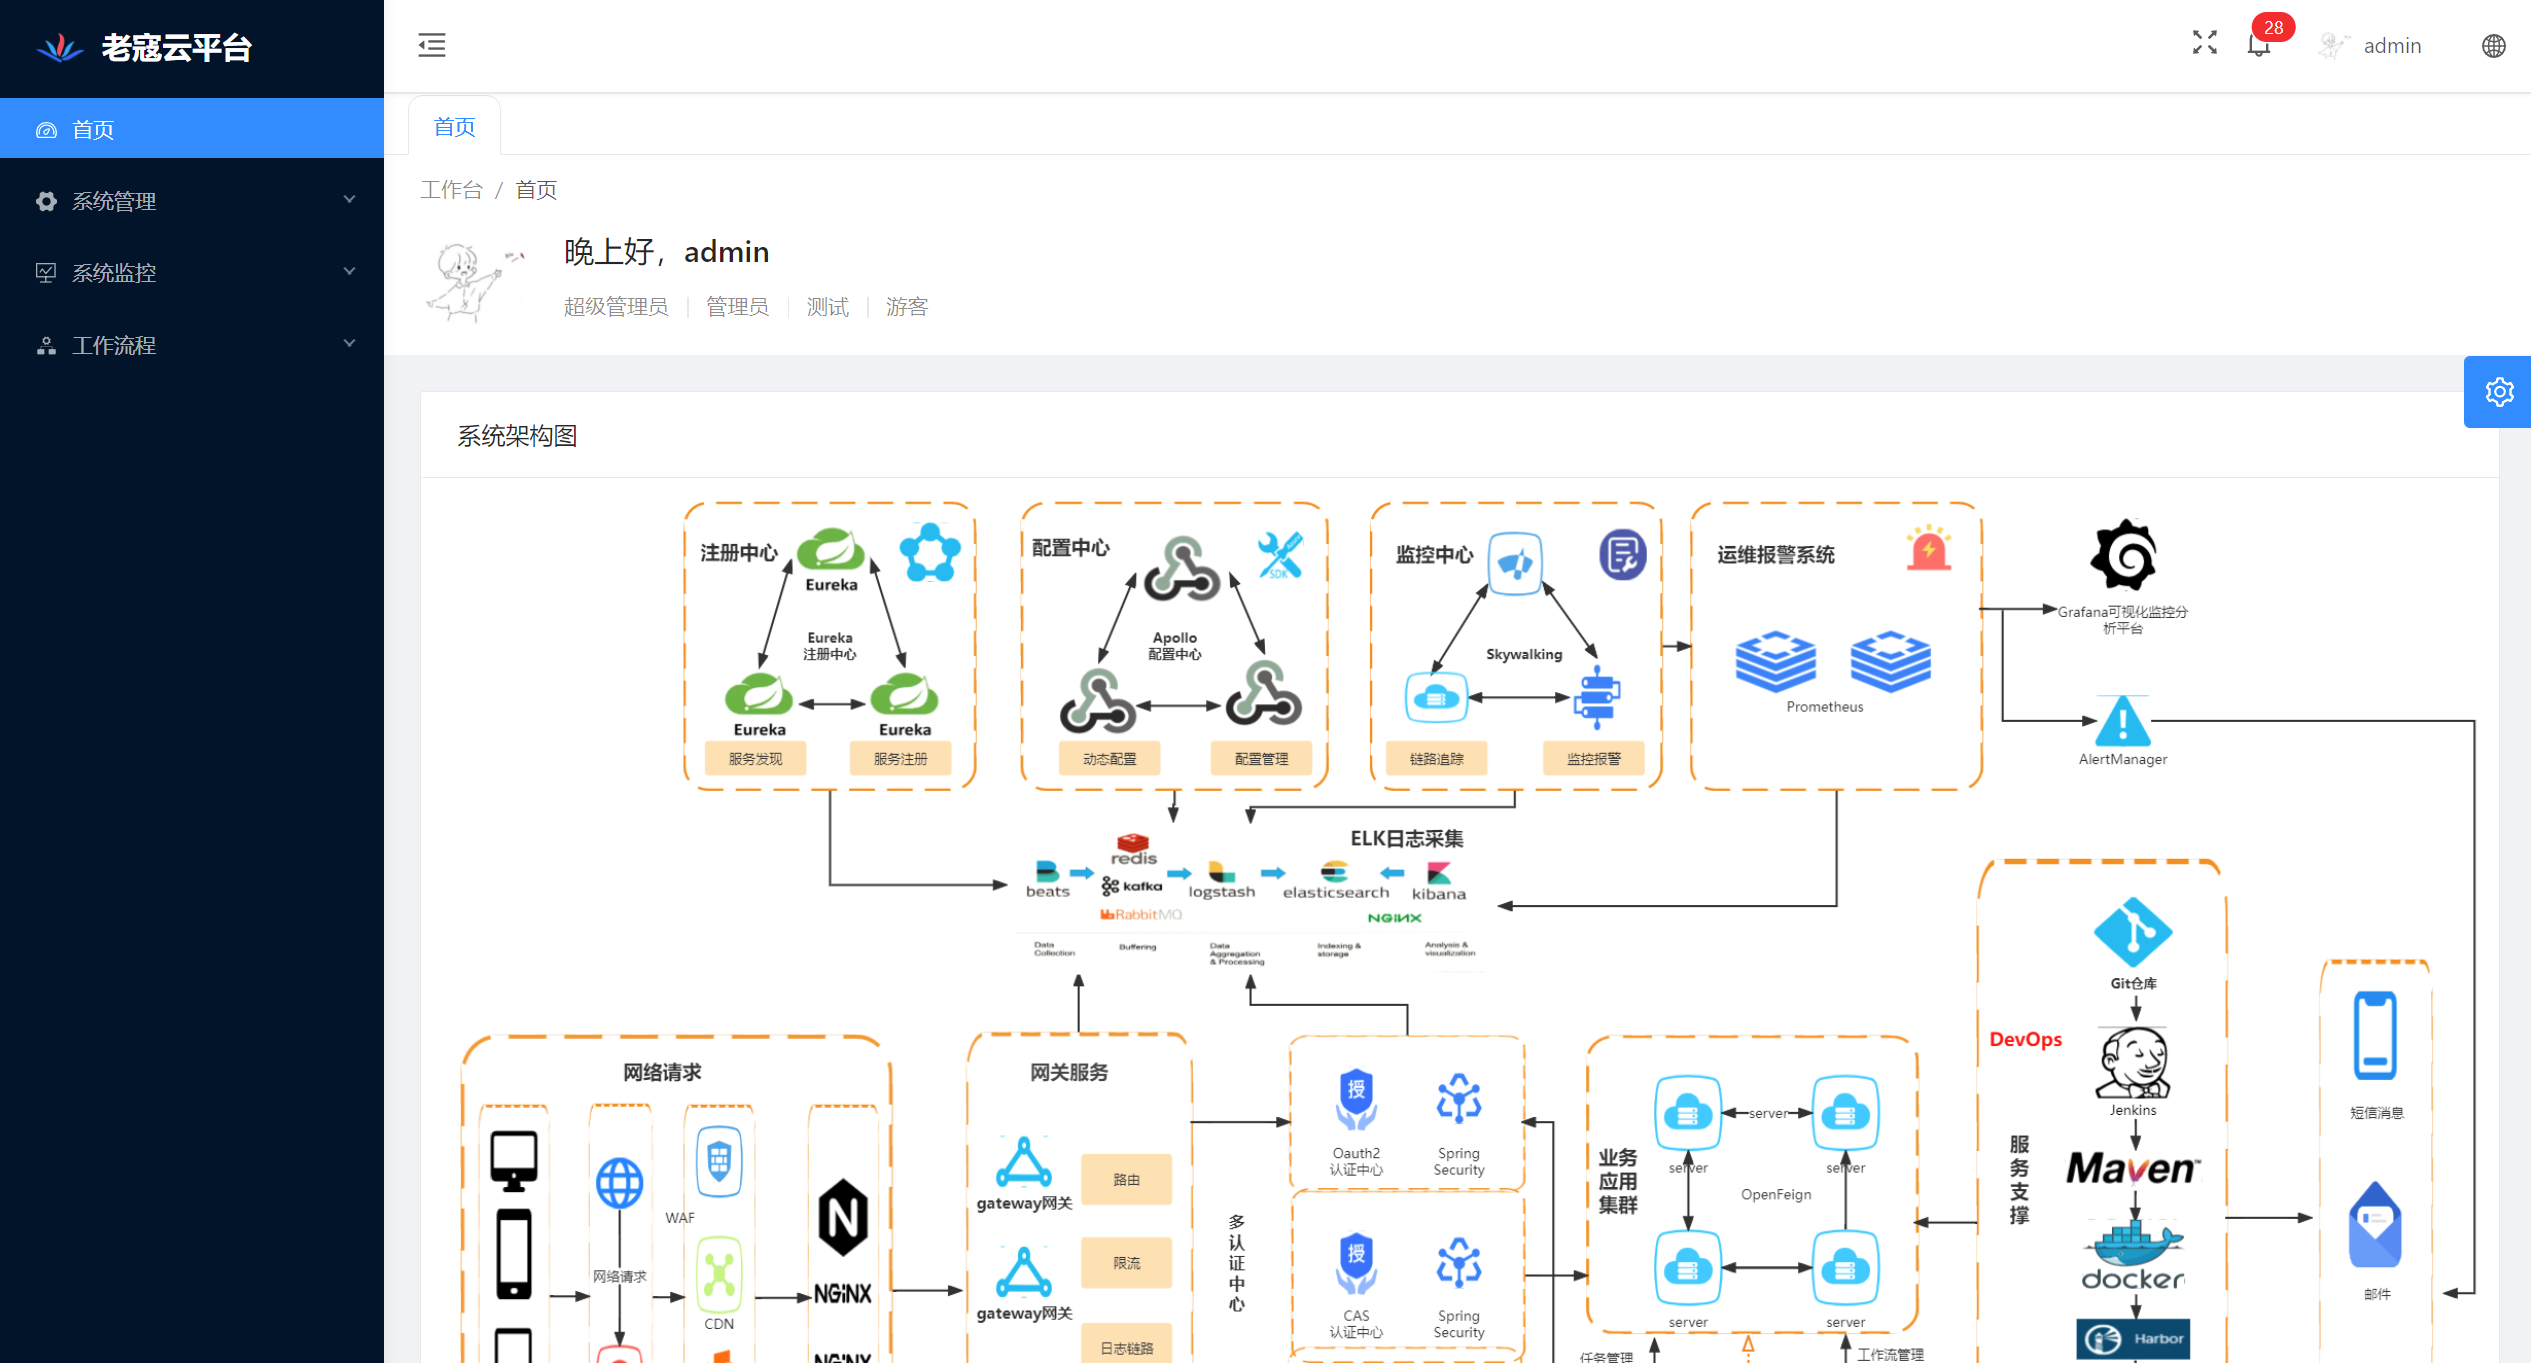 老寇云平台
28
admin
首页
系统管理
系统监控
工作流程
首页
工作台 / 首页
晚上好，admin
超级管理员 管理员 测试 游客
系统架构图
注册中心
Eureka
Eureka
注册中心
Eureka
Eureka
服务发现
服务注册
配置中心
SDK
Apollo
配置中心
动态配置
配置管理
监控中心
Skywalking
链路追踪
监控报警
运维报警系统
Prometheus
Grafana可视化监控分
析平台
AlertManager
ELK日志采集
beats
redis
kafka
RabbitMQ
logstash
elasticsearch
kibana
NGINX
Data
Collection
Buffering
Data
Aggregation
& Processing
Indexing &
storage
Analysis &
visualization
网络请求
网络请求
WAF
CDN
N
NGINX
NGINX
网关服务
gateway网关
gateway网关
路由
限流
日志链路
多认证中心
授
Oauth2
认证中心
Spring
Security
授
CAS
认证中心
Spring
Security
业务
应用
集群
server
server
server
OpenFeign
server
server
任务管理
工作流管理
DevOps
服务支撑
Git仓库
Jenkins
Maven™
docker
Harbor
短信消息
邮件